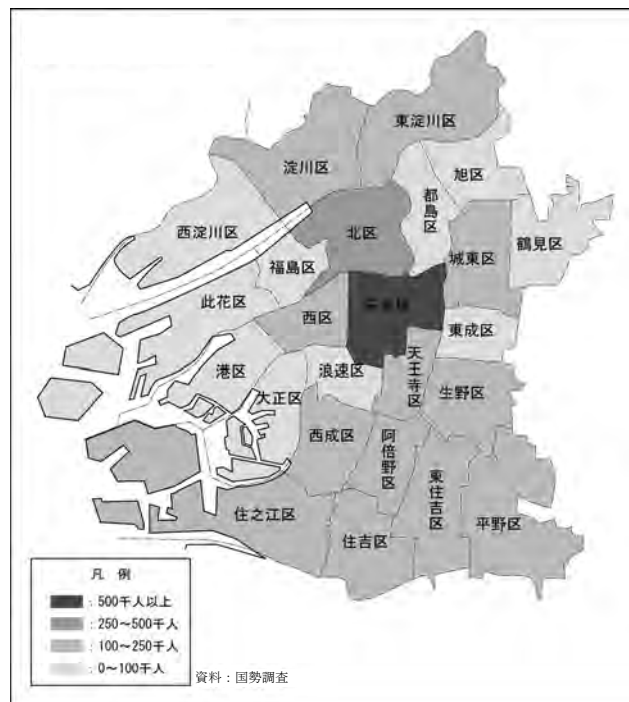 東淀川区
淀川区
旭区
都島区
西淀川区
北区
鶴見区
城東区
福島区
此花区
西区
東成区
天王寺区
港区
浪速区
大正区
生野区
西成区
阿倍野区
東住吉区
住之江区
平野区
住吉区
凡例
:500千人以上
:250~500千人
:100~250千人
:0~100千人
資料:国勢調査